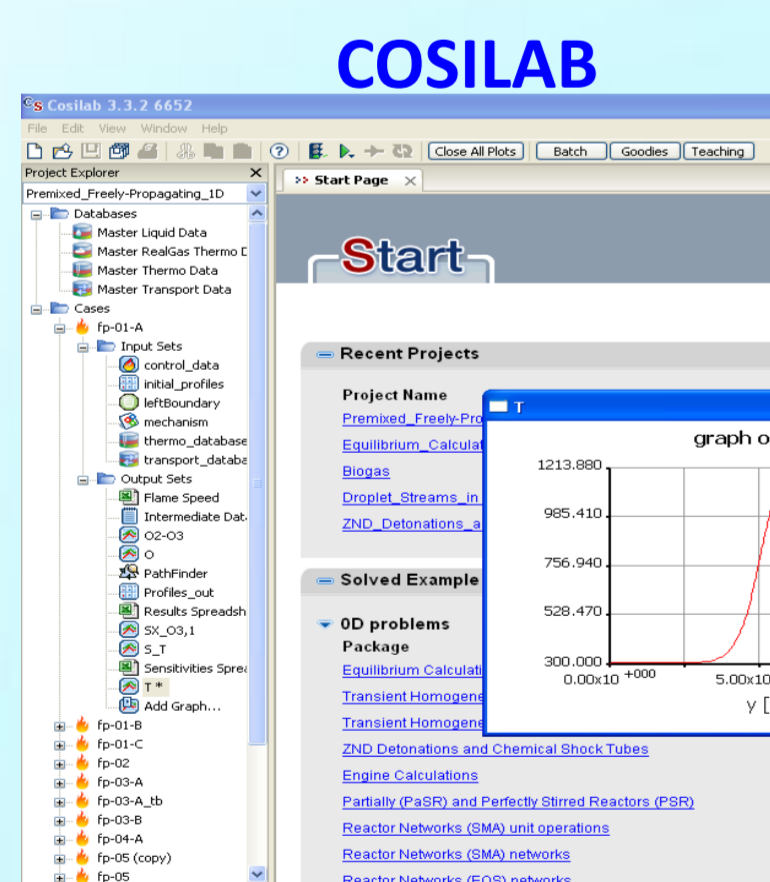 COSILAB
Cosilab 3.3.2 6652
File Edit View Window Help
Close All Plots Batch Goodies Teaching
Project Explorer
Premixed_Freely-Propagating_1D
Databases
Master Liquid Data
Master RealGas Thermo D
Master Thermo Data
Master Transport Data
Cases
fp-01-A
Input Sets
control_data
initial_profiles
leftBoundary
mechanism
thermo_database
transport_databa
Output Sets
Flame Speed
Intermediate Dat
O2-O3
O
PathFinder
Profiles_out
Results Spreadsh
SX_O3,1
S_T
Sensitivities Sprea
T *
Add Graph...
fp-01-B
fp-01-C
fp-02
fp-03-A
fp-03-A_tb
fp-03-B
fp-04-A
fp-05 (copy)
fp-05
>> Start Page
Start
Recent Projects
Project Name
Premixed_Freely-Pro
Equilibrium_Calculat
Biogas
Droplet_Streams_in
ZND_Detonations_a
Solved Example
0D problems
Package
Equilibrium Calculati
Transient Homogene
Transient Homogene
ZND Detonations and Chemical Shock Tubes
Engine Calculations
Partially (PaSR) and Perfectly Stirred Reactors (PSR)
Reactor Networks (SMA) unit operations
Reactor Networks (SMA) networks
Reactor Networks (EOS) networks
T
graph o
1213.880
985.410
756.940
528.470
300.000
0.00x10 +000 5.00x10
y [